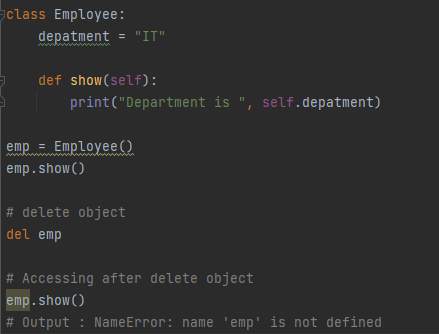 class Employee:
    depatment = "IT"

    def show(self):
        print("Department is ", self.depatment)

emp = Employee()
emp.show()

# delete object
del emp

# Accessing after delete object
emp.show()
# Output : NameError: name 'emp' is not defined